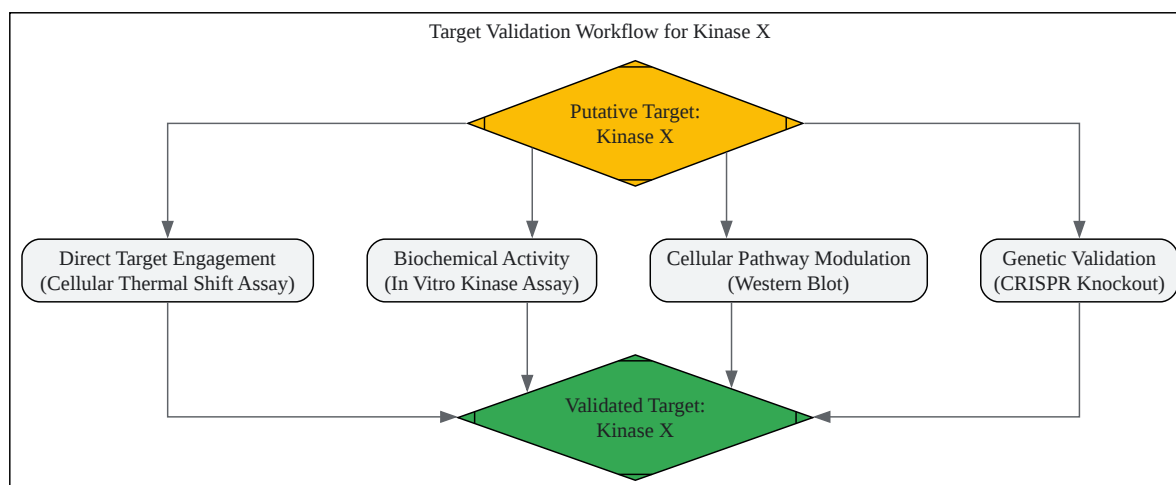 Target Validation Workflow for Kinase X
Putative Target:
Kinase X
Direct Target Engagement
(Cellular Thermal Shift Assay)
Biochemical Activity
(In Vitro Kinase Assay)
Cellular Pathway Modulation
(Western Blot)
Genetic Validation
(CRISPR Knockout)
Validated Target:
Kinase X